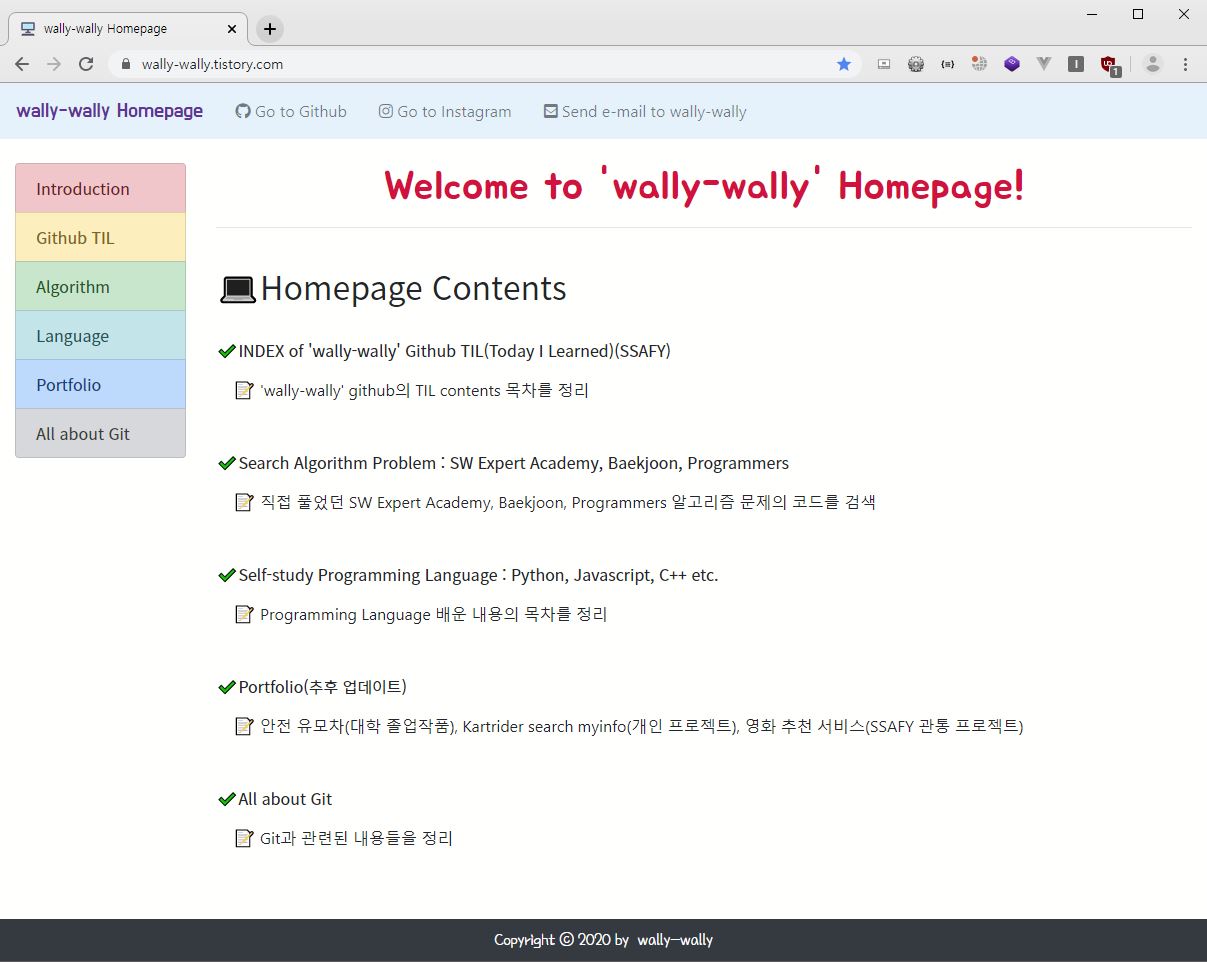 wally-wally Homepage
wally-wally.tistory.com
1
wally-wally Homepage Go to Github Go to Instagram Send e-mail to wally-wally
Introduction
Github TIL
Algorithm
Language
Portfolio
All about Git
Welcome to 'wally-wally' Homepage!
Homepage Contents
INDEX of 'wally-wally' Github TIL(Today I Learned)(SSAFY)
'wally-wally' github의 TIL contents 목차를 정리
Search Algorithm Problem : SW Expert Academy, Baekjoon, Programmers
직접 풀었던 SW Expert Academy, Baekjoon, Programmers 알고리즘 문제의 코드를 검색
Self-study Programming Language : Python, Javascript, C++ etc.
Programming Language 배운 내용의 목차를 정리
Portfolio(추후 업데이트)
안전 유모차(대학 졸업작품), Kartrider search myinfo(개인 프로젝트), 영화 추천 서비스(SSAFY 관통 프로젝트)
All about Git
Git과 관련된 내용들을 정리
Copyright © 2020 by wally-wally